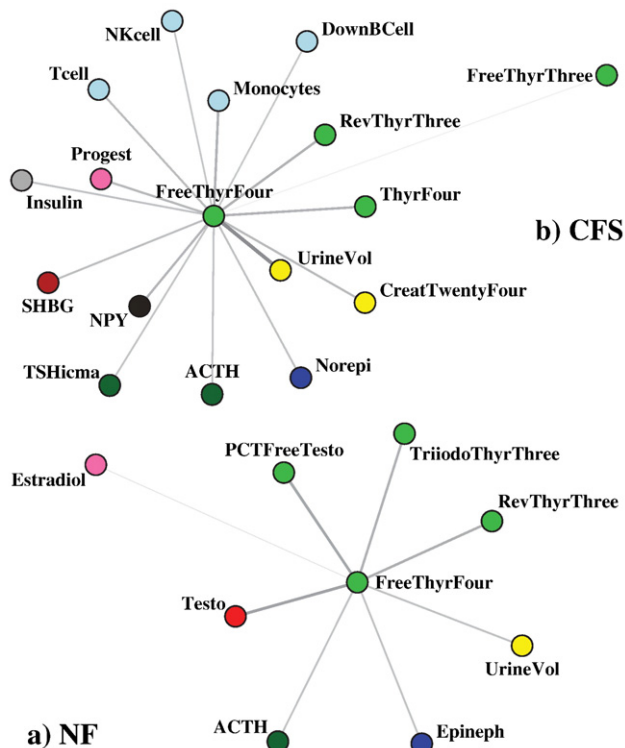 NKcell
DownBCell
Tcell
Monocytes
FreeThyrThree
RevThyrThree
Progest
FreeThyrFour
Insulin
ThyrFour
b) CFS
UrineVol
SHBG
NPY
CreatTwentyFour
TSHicma
ACTH
Norepi
PCTFreeTesto
TriiodoThyrThree
Estradiol
RevThyrThree
FreeThyrFour
Testo
UrineVol
a) NF
ACTH
Epineph